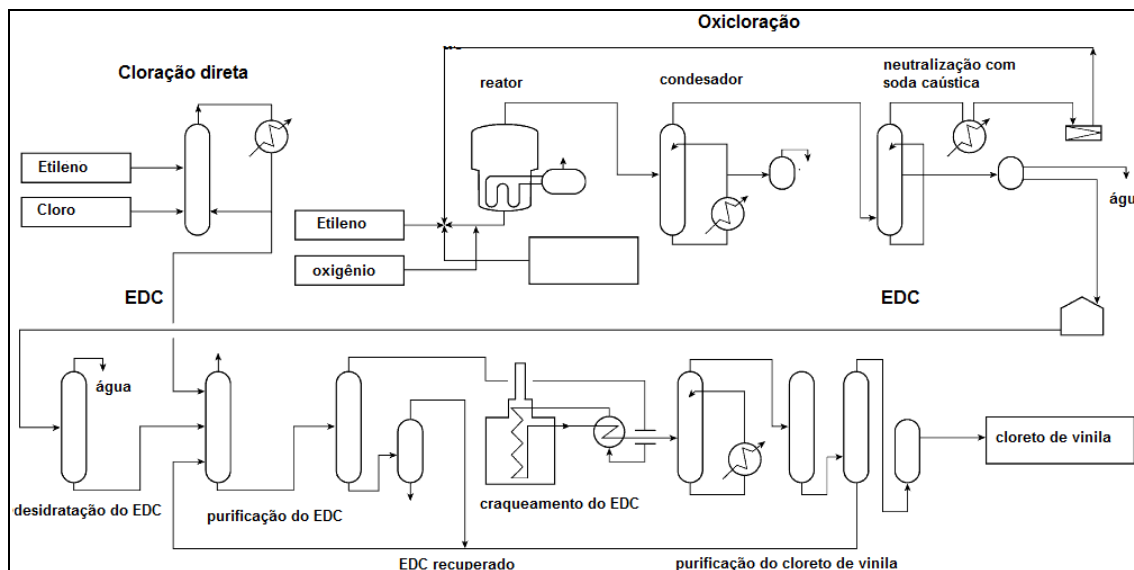 Oxicloração
Cloração direta
reator
condesador
neutralização com
soda caústica
Etileno
Cloro
Etileno
oxigênio
água
EDC
EDC
água
cloreto de vinila
desidratação do EDC
purificação do EDC
craqueamento do EDC
EDC recuperado
purificação do cloreto de vinila